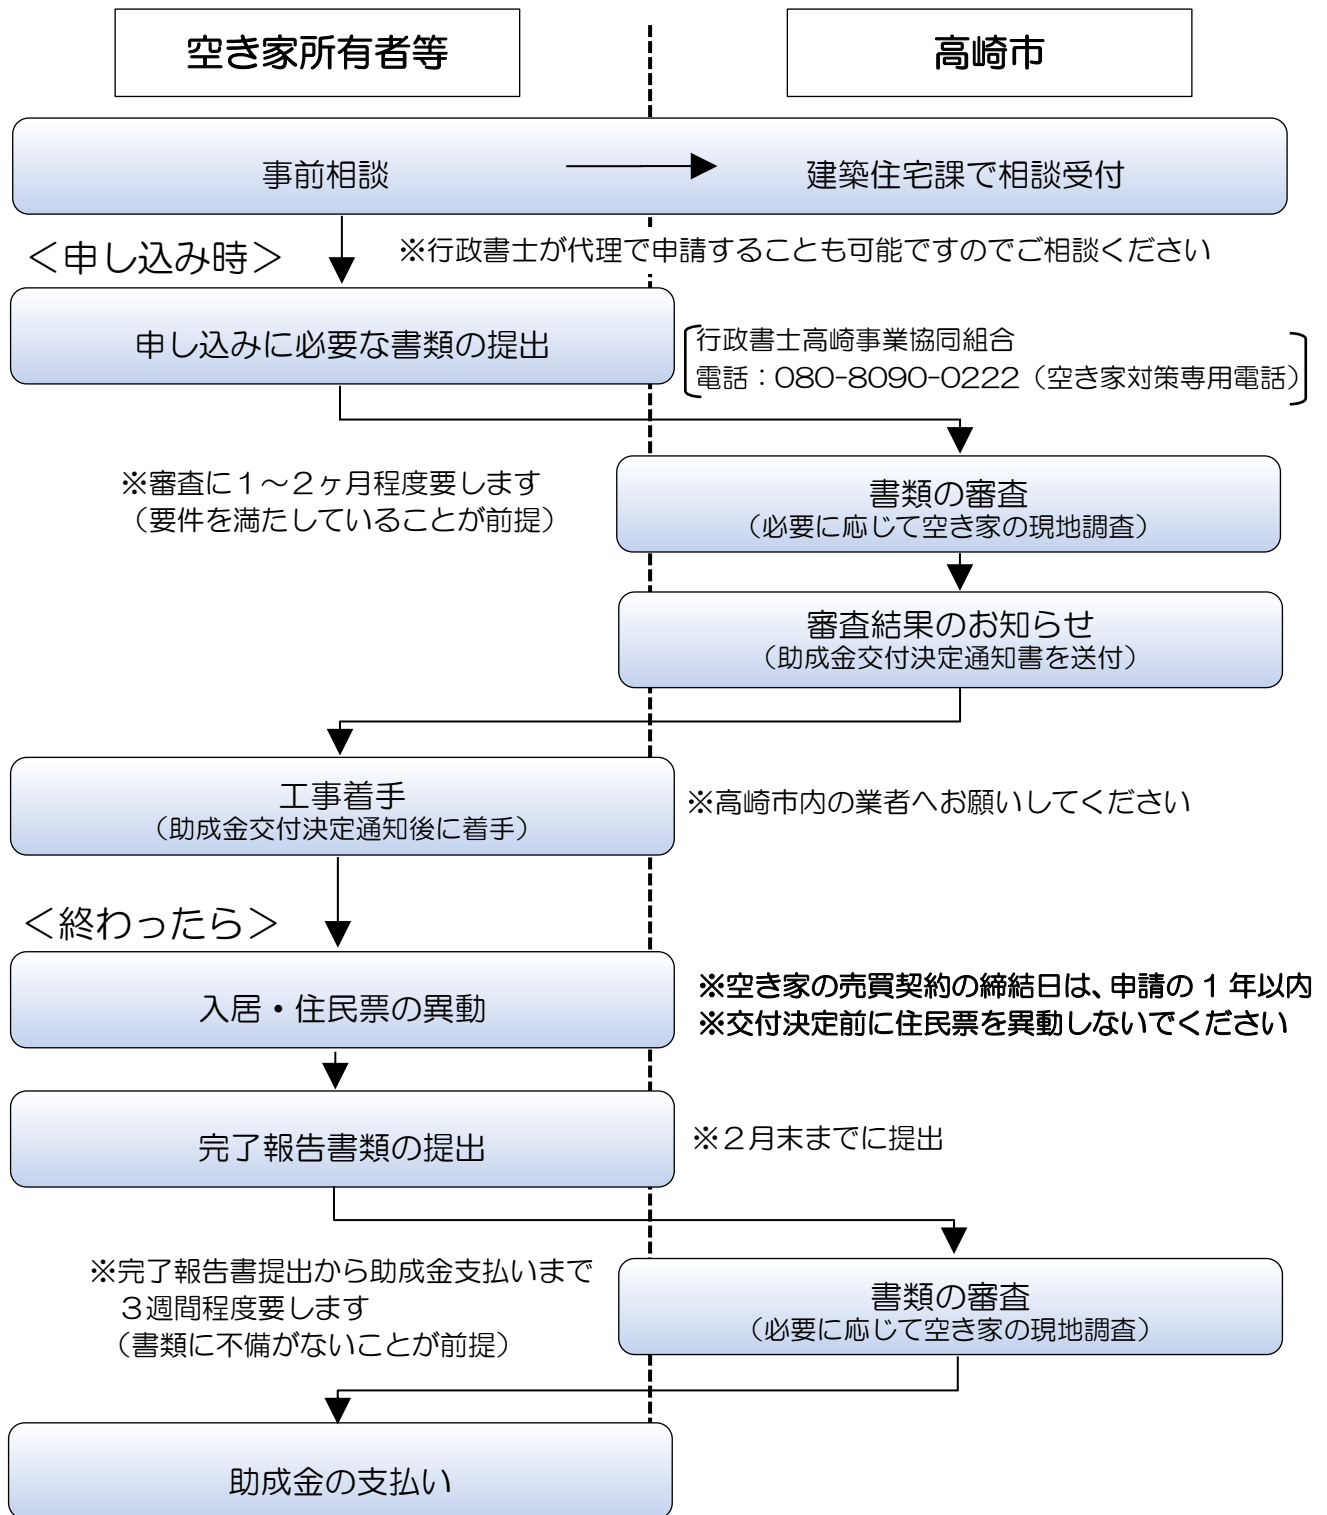 空き家所有者等
高崎市
事前相談
建築住宅課で相談受付
＜申し込み時＞
※行政書士が代理で申請することも可能ですのでご相談ください
申し込みに必要な書類の提出
行政書士高崎事業協同組合
電話：080-8090-0222（空き家対策専用電話）
※審査に１～２ヶ月程度要します
（要件を満たしていることが前提）
書類の審査
（必要に応じて空き家の現地調査）
審査結果のお知らせ
（助成金交付決定通知書を送付）
工事着手
（助成金交付決定通知後に着手）
※高崎市内の業者へお願いしてください
＜終わったら＞
入居・住民票の異動
※空き家の売買契約の締結日は、申請の 1 年以内
※交付決定前に住民票を異動しないでください
完了報告書類の提出
※２月末までに提出
※完了報告書提出から助成金支払いまで
３週間程度要します
（書類に不備がないことが前提）
書類の審査
（必要に応じて空き家の現地調査）
助成金の支払い